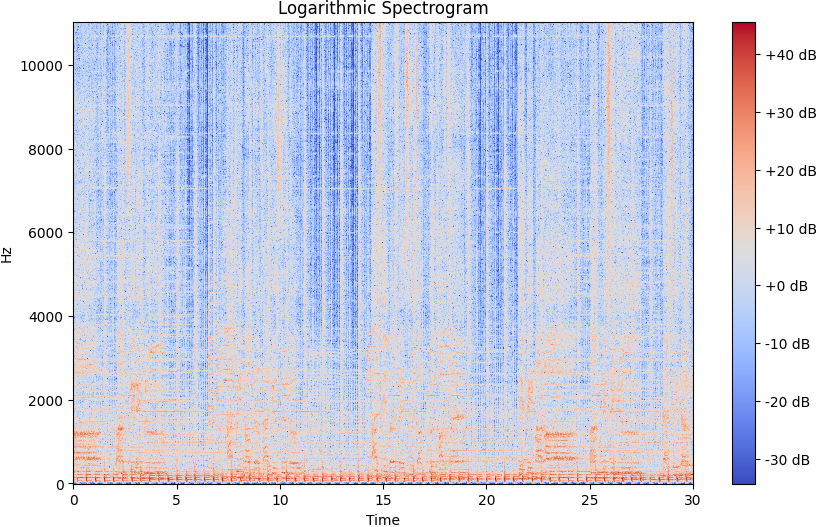 Logarithmic Spectrogram
Hz
10000
8000
6000
4000
2000
0
0 5 10 15 20 25 30
Time
+40 dB
+30 dB
+20 dB
+10 dB
+0 dB
-10 dB
-20 dB
-30 dB